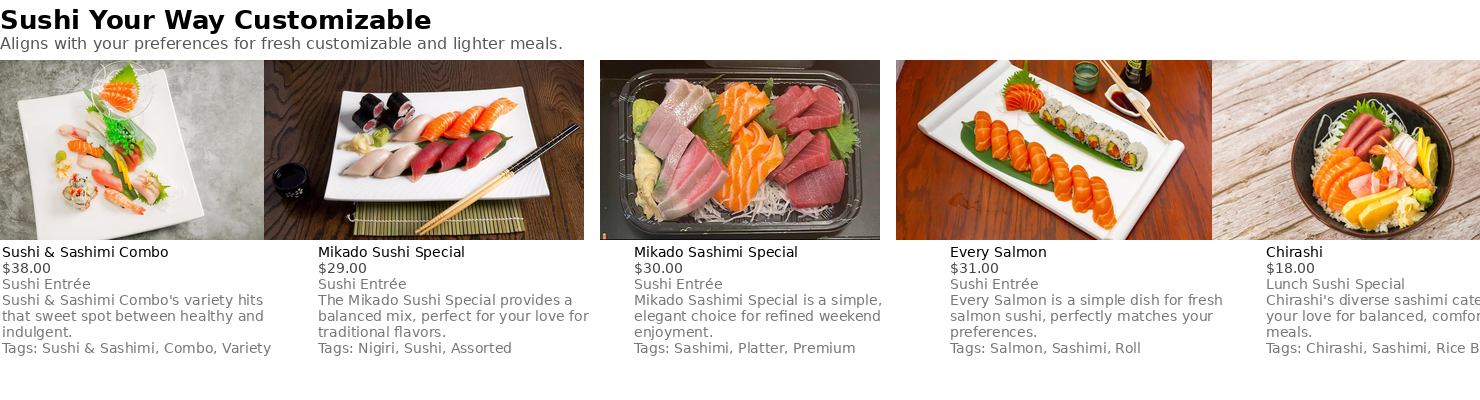 Sushi Your Way Customizable
Aligns with your preferences for fresh customizable and lighter meals.
Sushi & Sashimi Combo
$38.00
Sushi Entrée
Sushi & Sashimi Combo's variety hits
that sweet spot between healthy and
indulgent.
Tags: Sushi & Sashimi, Combo, Variety
Mikado Sushi Special
$29.00
Sushi Entrée
The Mikado Sushi Special provides a
balanced mix, perfect for your love for
traditional flavors.
Tags: Nigiri, Sushi, Assorted
Mikado Sashimi Special
$30.00
Sushi Entrée
Mikado Sashimi Special is a simple,
elegant choice for refined weekend
enjoyment.
Tags: Sashimi, Platter, Premium
Every Salmon
$31.00
Sushi Entrée
Every Salmon is a simple dish for fresh
salmon sushi, perfectly matches your
preferences.
Tags: Salmon, Sashimi, Roll
Chirashi
$18.00
Lunch Sushi Special
Chirashi's diverse sashimi
your love for balanced,
meals.
Tags: Chirashi, Sashimi, Rice